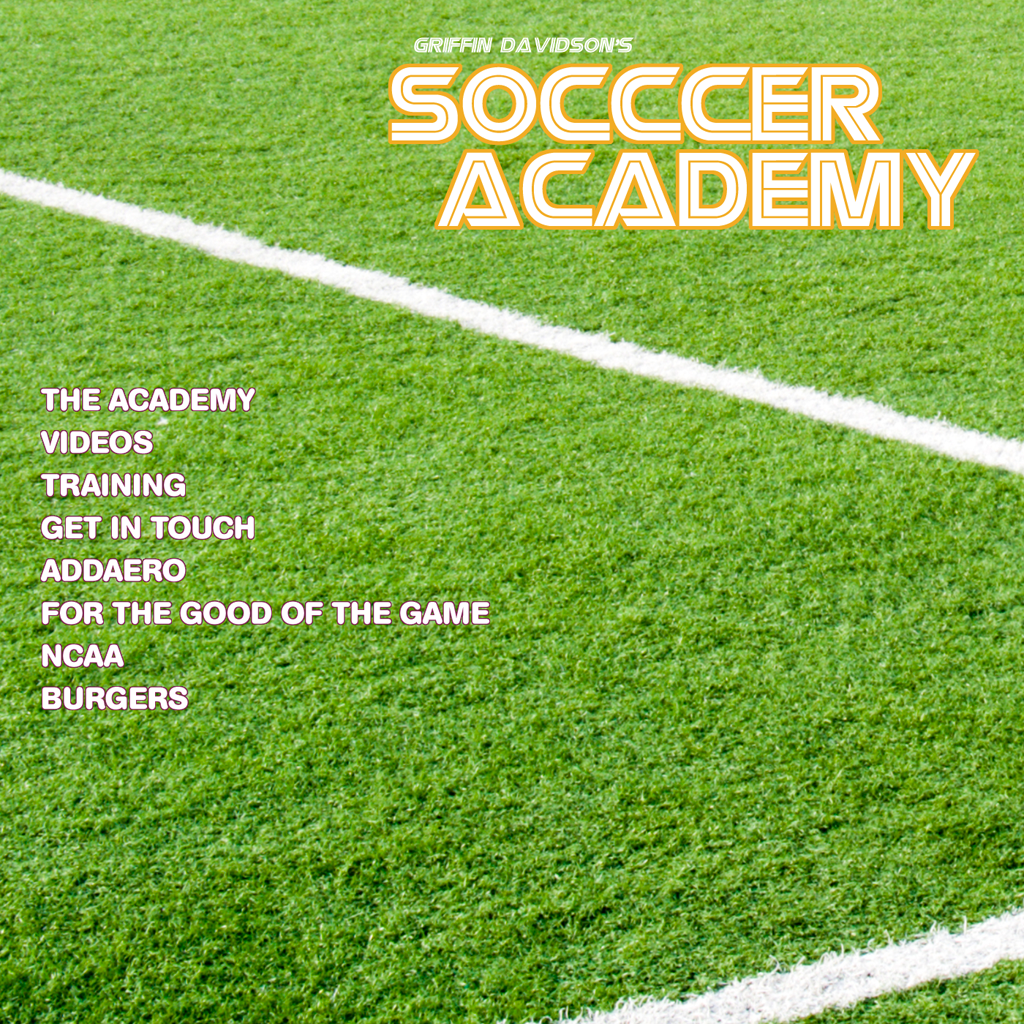 GRIFFIN DAVIDSON'S
SOCCCER
ACADEMY
THE ACADEMY
VIDEOS
TRAINING
GET IN TOUCH
ADDAERO
FOR THE GOOD OF THE GAME
NCAA
BURGERS